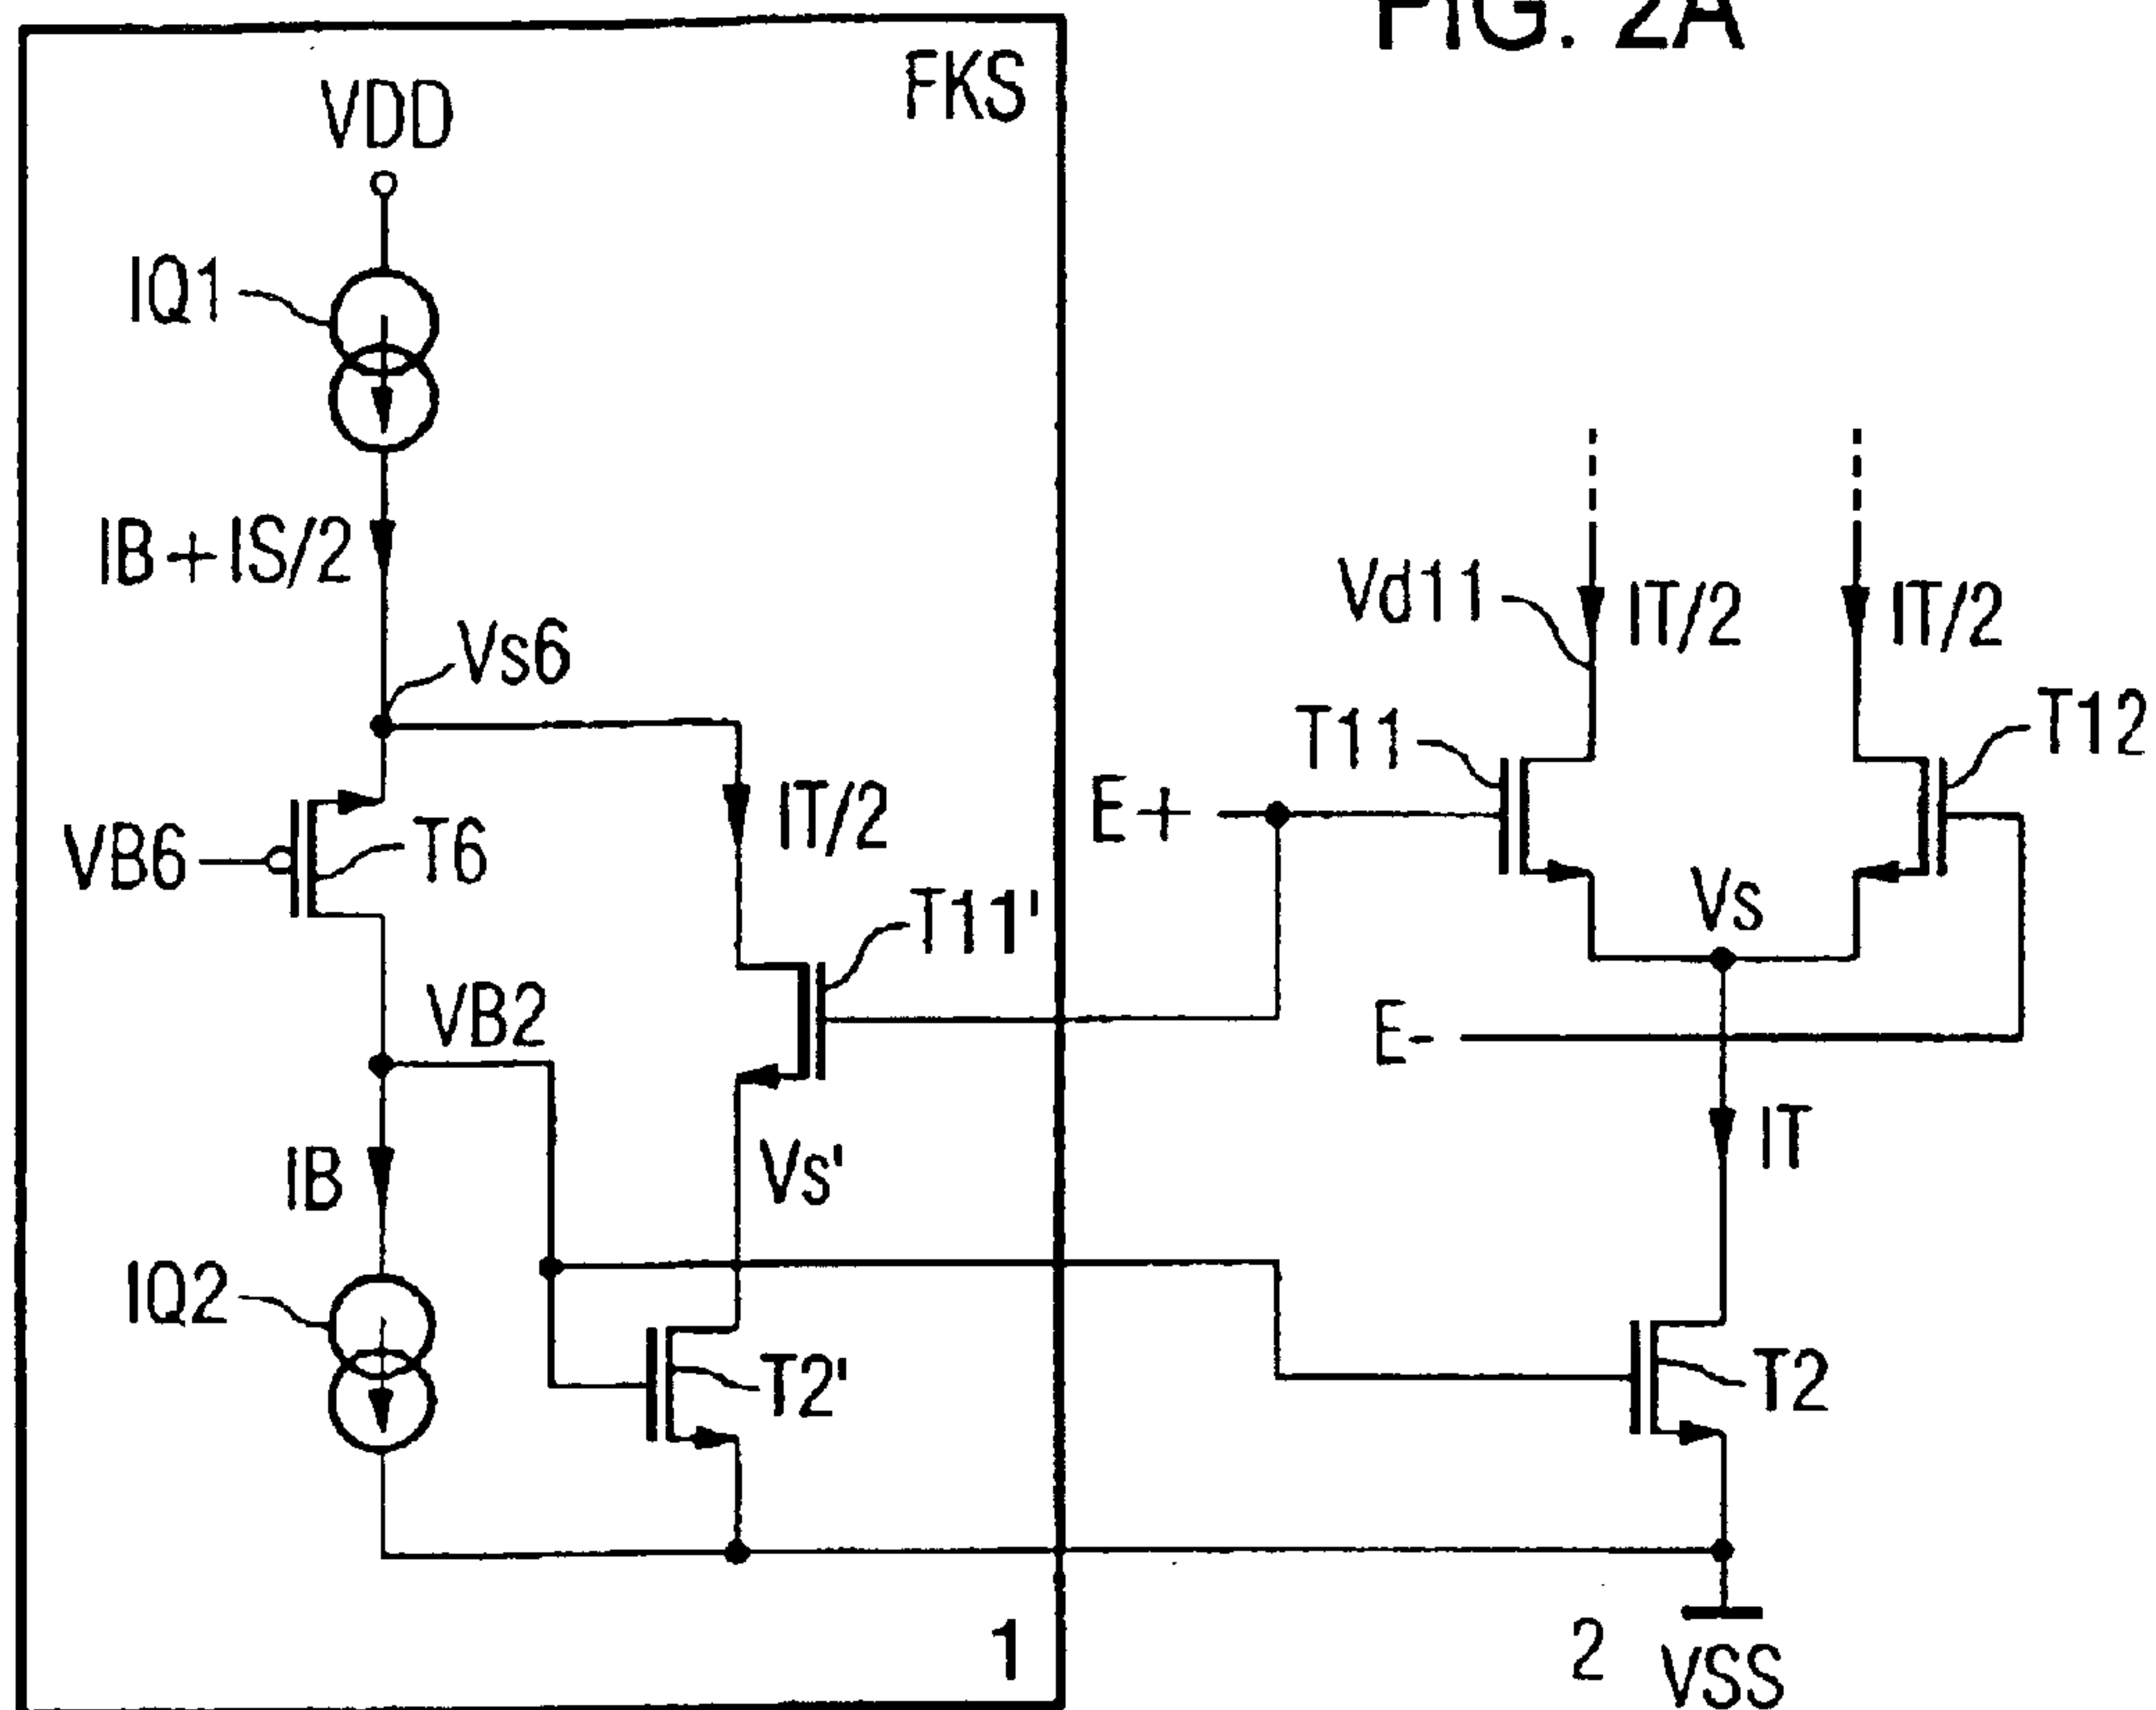 FIG. 2A
FKS
VDD
IQ1
IB+IS/2
Vs6
VB6
T6
IT/2
T11'
VB2
IB
Vs'
IQ2
T2'
1
Vd11
IT/2
IT/2
T11
T12
E+
Vs
E-
IT
T2
2
VSS